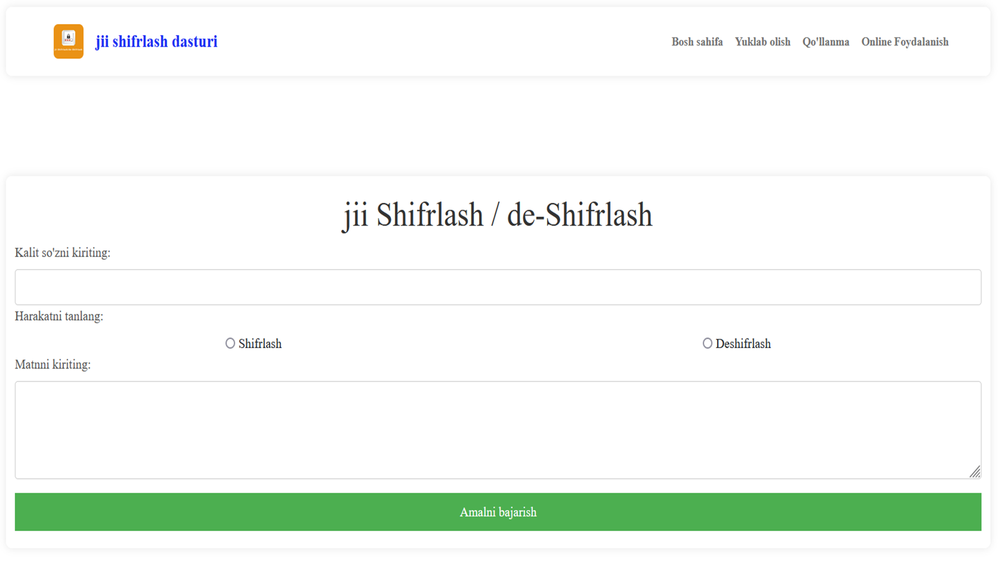 jii shifrlash dasturi
Bosh sahifa Yuklab olish Qo'llanma Online Foydalanish
jii Shifrlash / de-Shifrlash
Kalit so'zni kiriting:
Harakatni tanlang:
Shifrlash Deshifrlash
Matnni kiriting:
Amalni bajarish